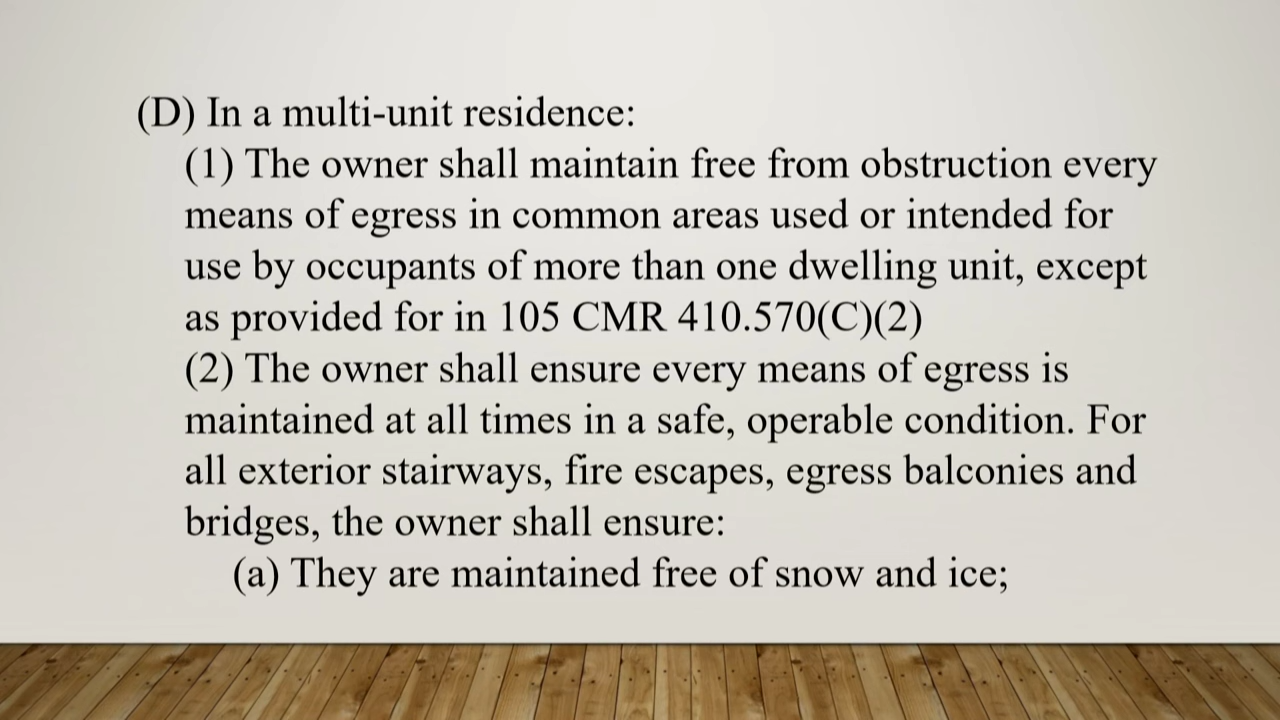 (D) In a multi-unit residence:
(1) The owner shall maintain free from obstruction every
means of egress in common areas used or intended for
use by occupants of more than one dwelling unit, except
as provided for in 105 CMR 410.570(C)(2)
(2) The owner shall ensure every means of egress is
maintained at all times in a safe, operable condition. For
all exterior stairways, fire escapes, egress balconies and
bridges, the owner shall ensure:
(a) They are maintained free of snow and ice;